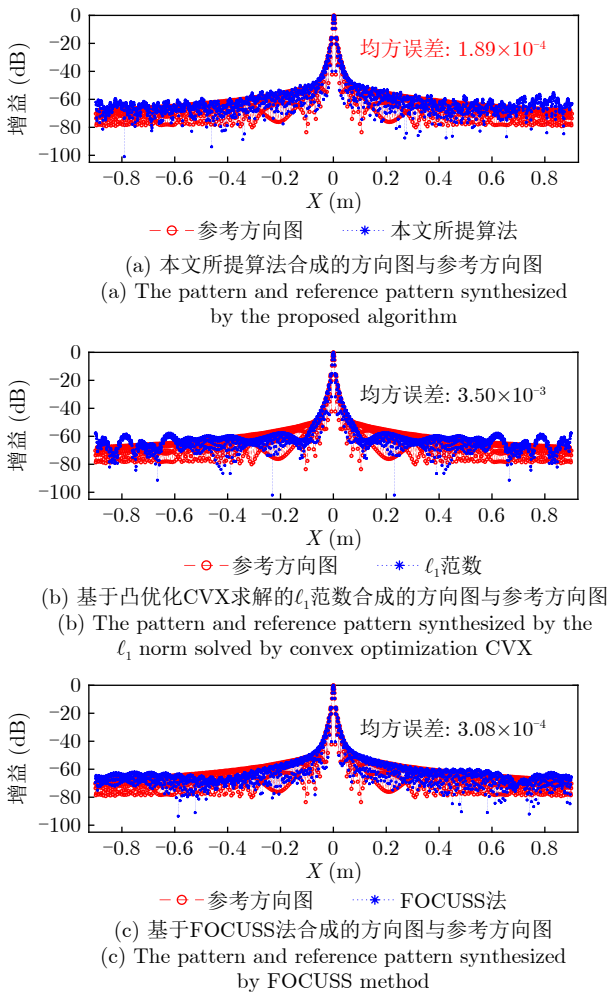 0
−20
−40
−60
−80
−100
增益 (dB)
均方误差: 1.89×10⁻⁴
−0.8 −0.6 −0.4 −0.2 0 0.2 0.4 0.6 0.8
X (m)
参考方向图 本文所提算法
(a) 本文所提算法合成的方向图与参考方向图
(a) The pattern and reference pattern synthesized
by the proposed algorithm
0
−20
−40
−60
−80
−100
增益 (dB)
均方误差: 3.50×10⁻³
−0.8 −0.6 −0.4 −0.2 0 0.2 0.4 0.6 0.8
X (m)
参考方向图 ℓ₁范数
(b) 基于凸优化CVX求解的ℓ₁范数合成的方向图与参考方向图
(b) The pattern and reference pattern synthesized by the
ℓ₁ norm solved by convex optimization CVX
0
−20
−40
−60
−80
−100
增益 (dB)
均方误差: 3.08×10⁻⁴
−0.8 −0.6 −0.4 −0.2 0 0.2 0.4 0.6 0.8
X (m)
参考方向图 FOCUSS法
(c) 基于FOCUSS法合成的方向图与参考方向图
(c) The pattern and reference pattern synthesized
by FOCUSS method